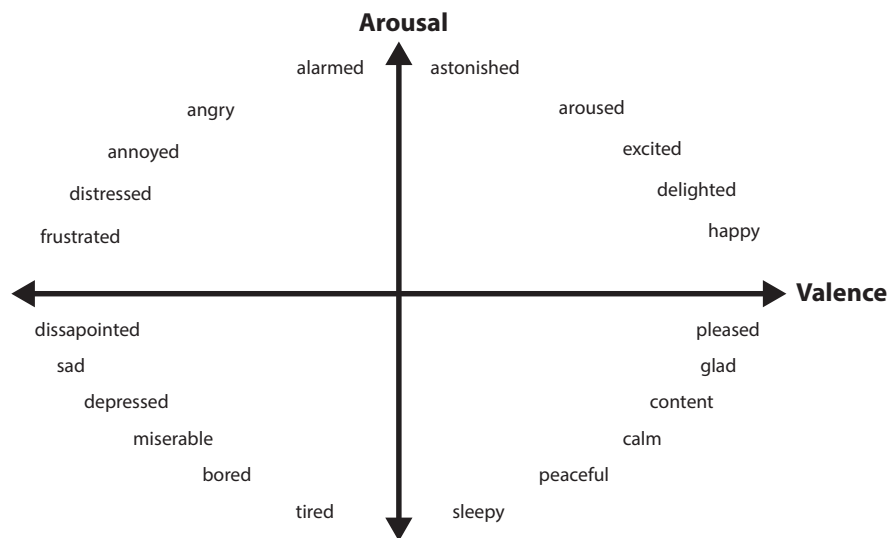 Arousal
alarmed astonished
angry aroused
annoyed excited
distressed delighted
frustrated happy
Valence
dissapointed pleased
sad glad
depressed content
miserable calm
bored peaceful
tired sleepy